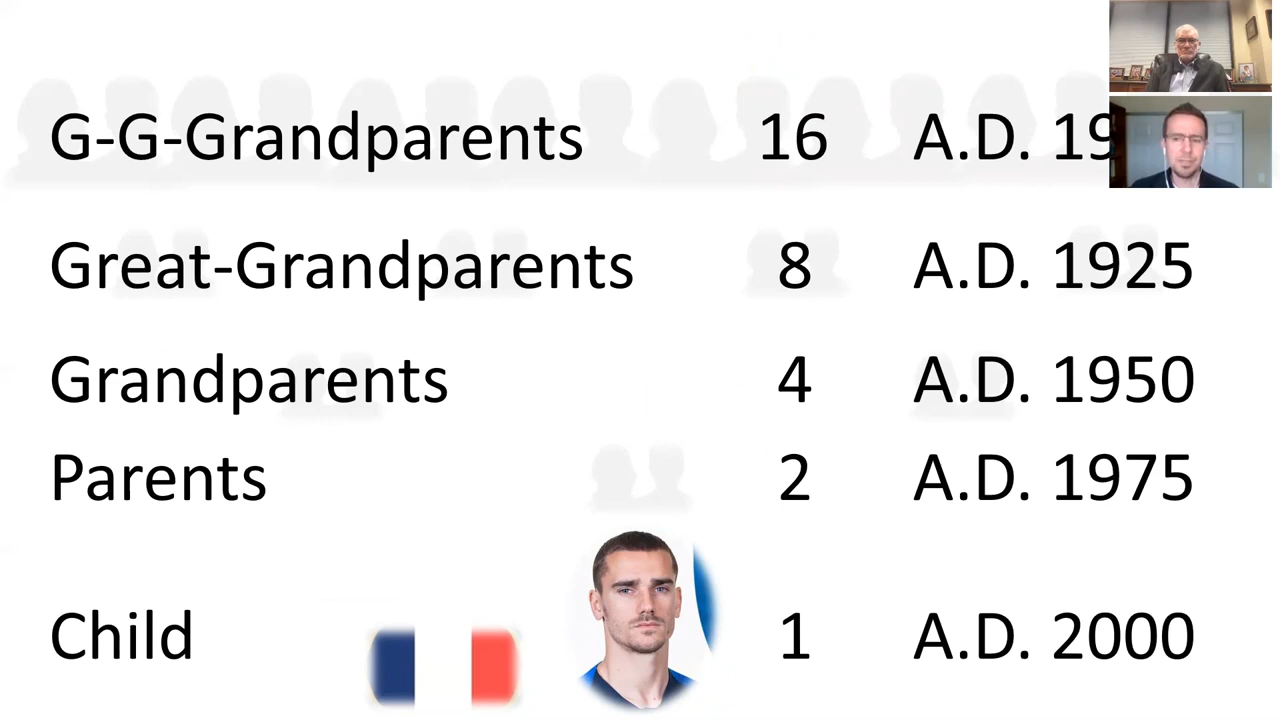 G-G-Grandparents 16 A.D. 19
Great-Grandparents 8 A.D. 1925
Grandparents 4 A.D. 1950
Parents 2 A.D. 1975
Child 1 A.D. 2000